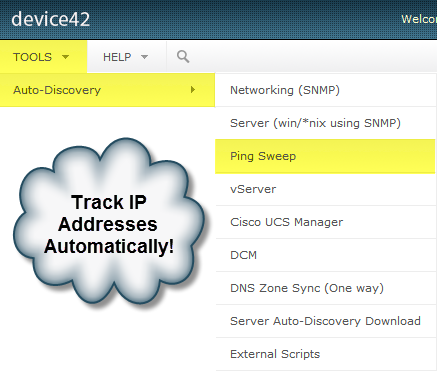 device42
Welco
TOOLS HELP
Auto-Discovery
Networking (SNMP)
Server (win/*nix using SNMP)
Ping Sweep
vServer
Cisco UCS Manager
DCM
DNS Zone Sync (One way)
Server Auto-Discovery Download
External Scripts
Track IP
Addresses
Automatically!